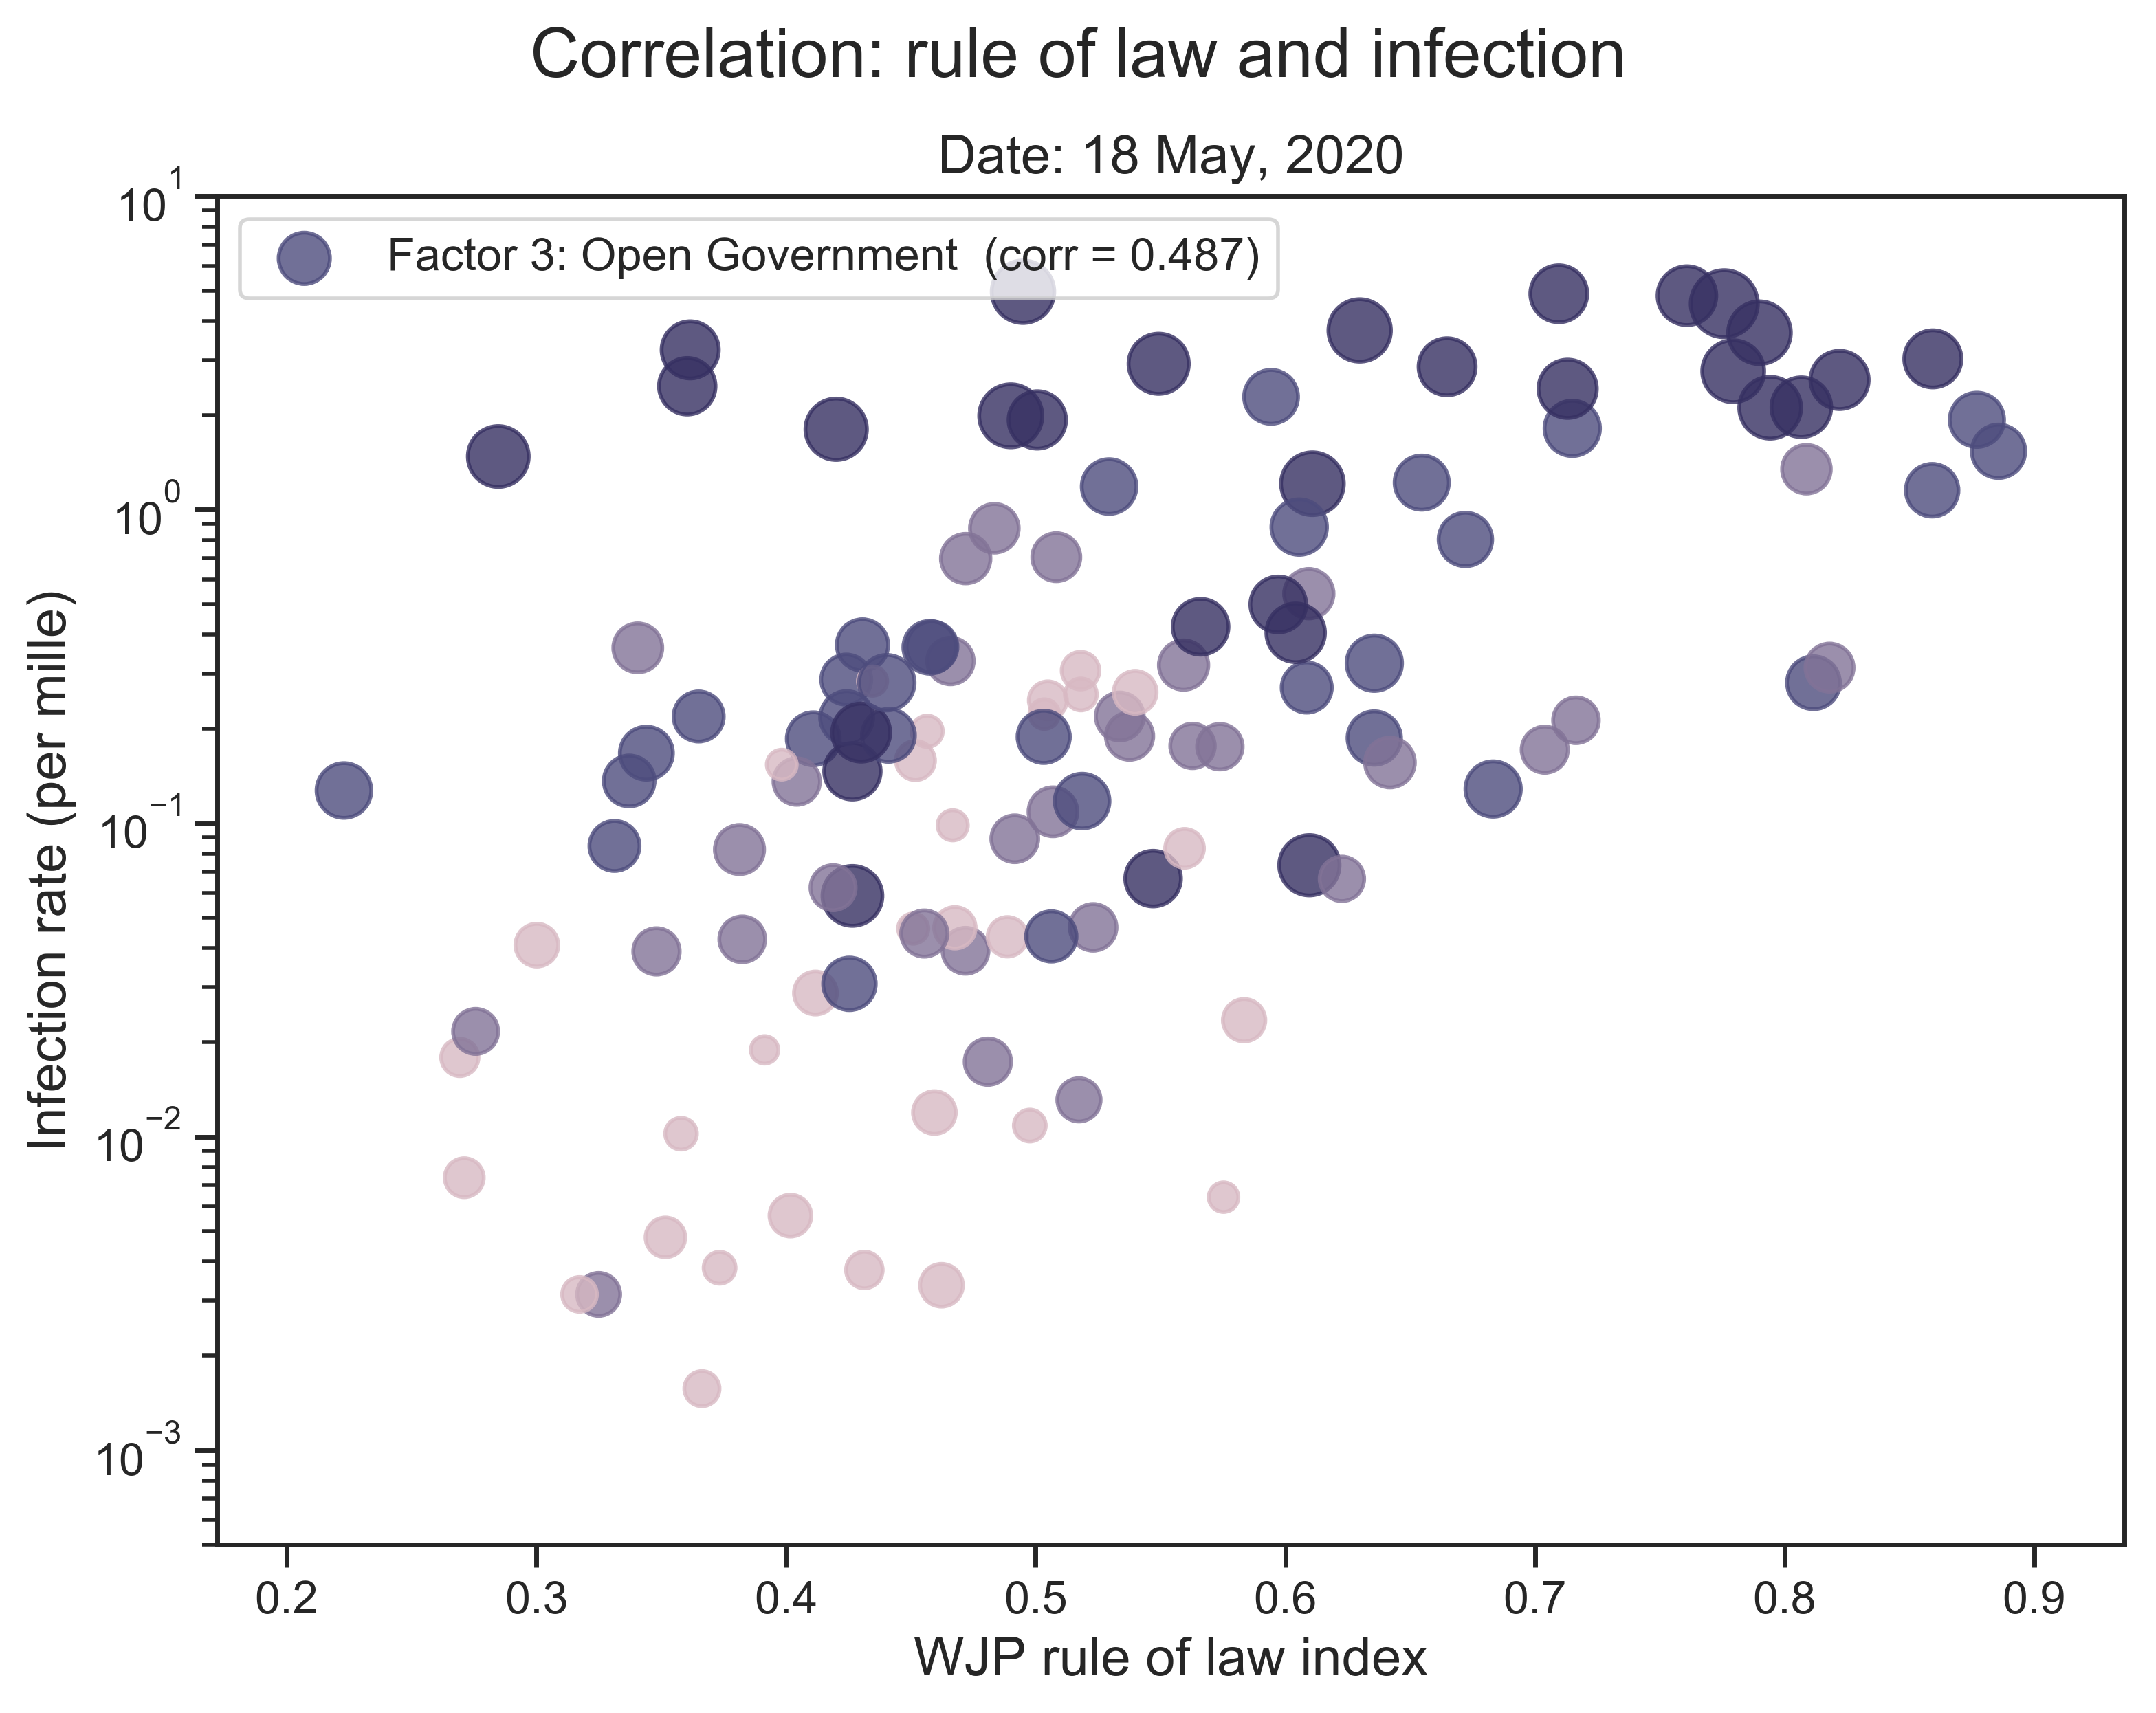 Correlation: rule of law and infection
Date: 18 May, 2020
Factor 3: Open Government (corr = 0.487)
10^1
10^0
10^−1
10^−2
10^−3
Infection rate (per mille)
0.2 0.3 0.4 0.5 0.6 0.7 0.8 0.9
WJP rule of law index